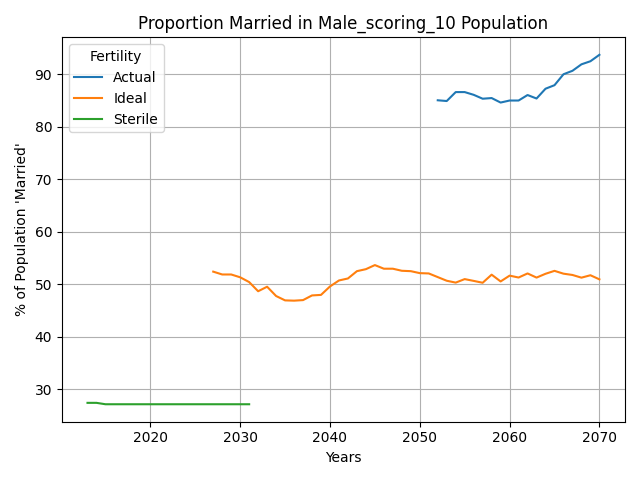 Proportion Married in Male_scoring_10 Population
% of Population 'Married'
90
80
70
60
50
40
30
Fertility
Actual
Ideal
Sterile
2020 2030 2040 2050 2060 2070
Years